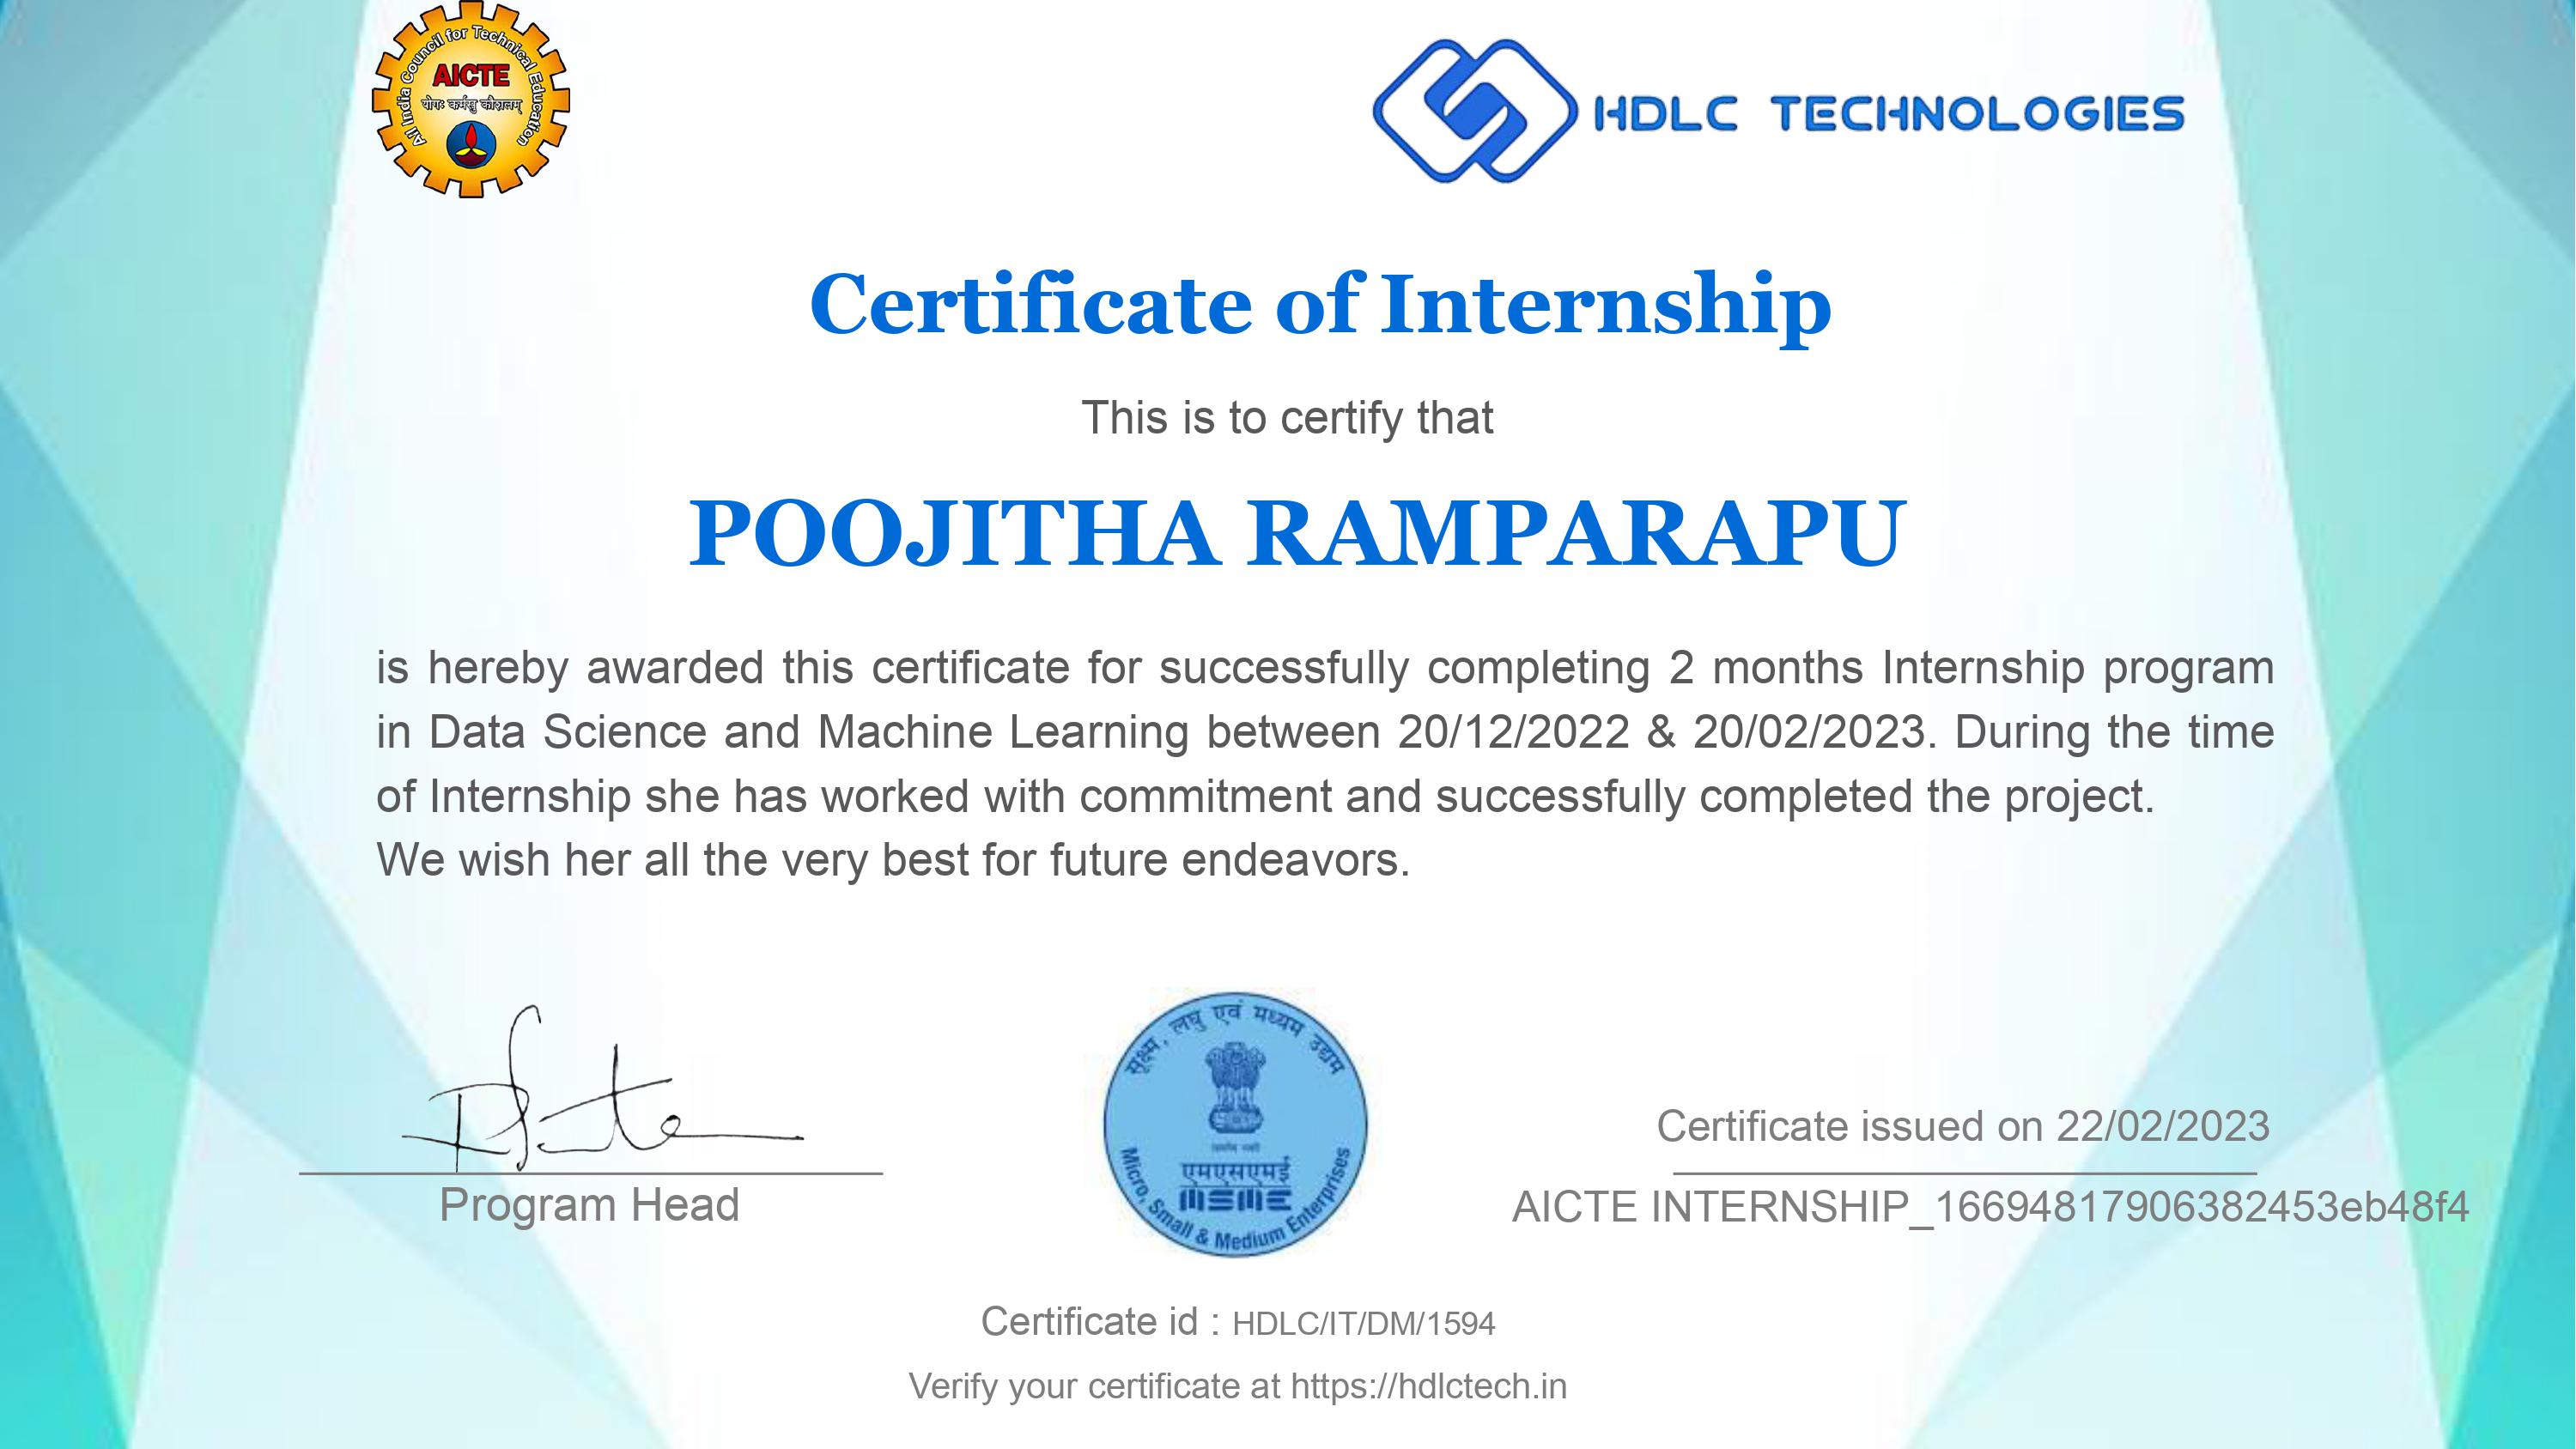 All India Council for Technical Education
AICTE
योगः कर्मसु कौशलम्
HDLC TECHNOLOGIES
Certificate of Internship
This is to certify that
POOJITHA RAMPARAPU
is hereby awarded this certificate for successfully completing 2 months Internship program
in Data Science and Machine Learning between 20/12/2022 & 20/02/2023. During the time
of Internship she has worked with commitment and successfully completed the project.
We wish her all the very best for future endeavors.
Program Head
सूक्ष्म, लघु एवं मध्यम उद्यम
एमएसएमई
MSME
Micro, Small & Medium Enterprises
Certificate issued on 22/02/2023
AICTE INTERNSHIP_16694817906382453eb48f4
Certificate id : HDLC/IT/DM/1594
Verify your certificate at https://hdlctech.in